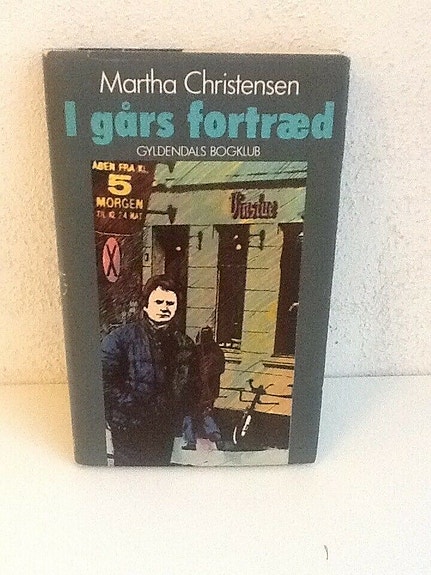 Martha Christensen
I gårs fortræd
GYLDENDALS BOGKLUB
ÅBEN FRA KL.
5
MORGEN
TIL KL 24 NAT
X